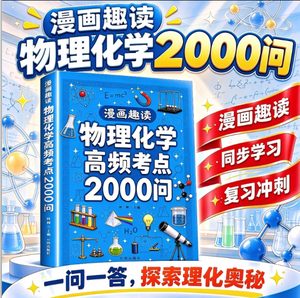 漫画趣读
物理化学2000问
漫画趣读
同步学习
复习冲刺
漫画趣读
物理化学高频考点2000问
E=mc²
漫画趣读
物理化学
高频考点
2000问
H₂O
一问一答，探索理化奥秘